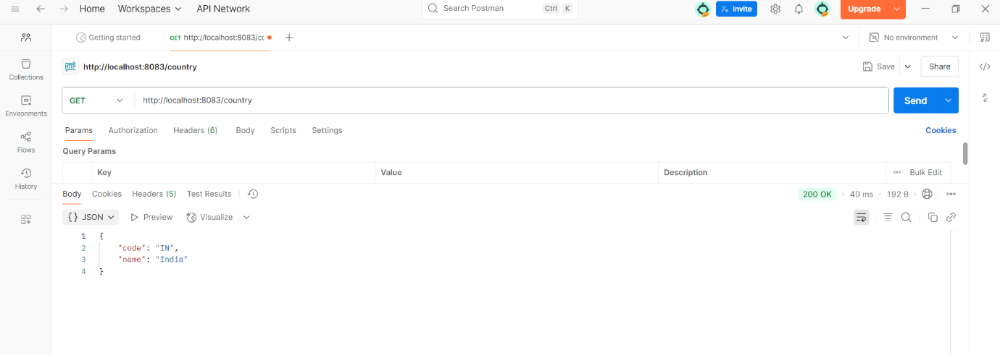 Home Workspaces API Network Search Postman Ctrl K Invite Upgrade
Getting started GET http://localhost:8083/cc No environment
HTTP http://localhost:8083/country Save Share
Collections
GET http://localhost:8083/country Send
Environments
Params Authorization Headers (6) Body Scripts Settings Cookies
Flows
Query Params
Key Value Description Bulk Edit
History
Body Cookies Headers (5) Test Results 200 OK • 40 ms • 192 B
{} JSON Preview Visualize
1 {
2 "code": "IN",
3 "name": "India"
4 }